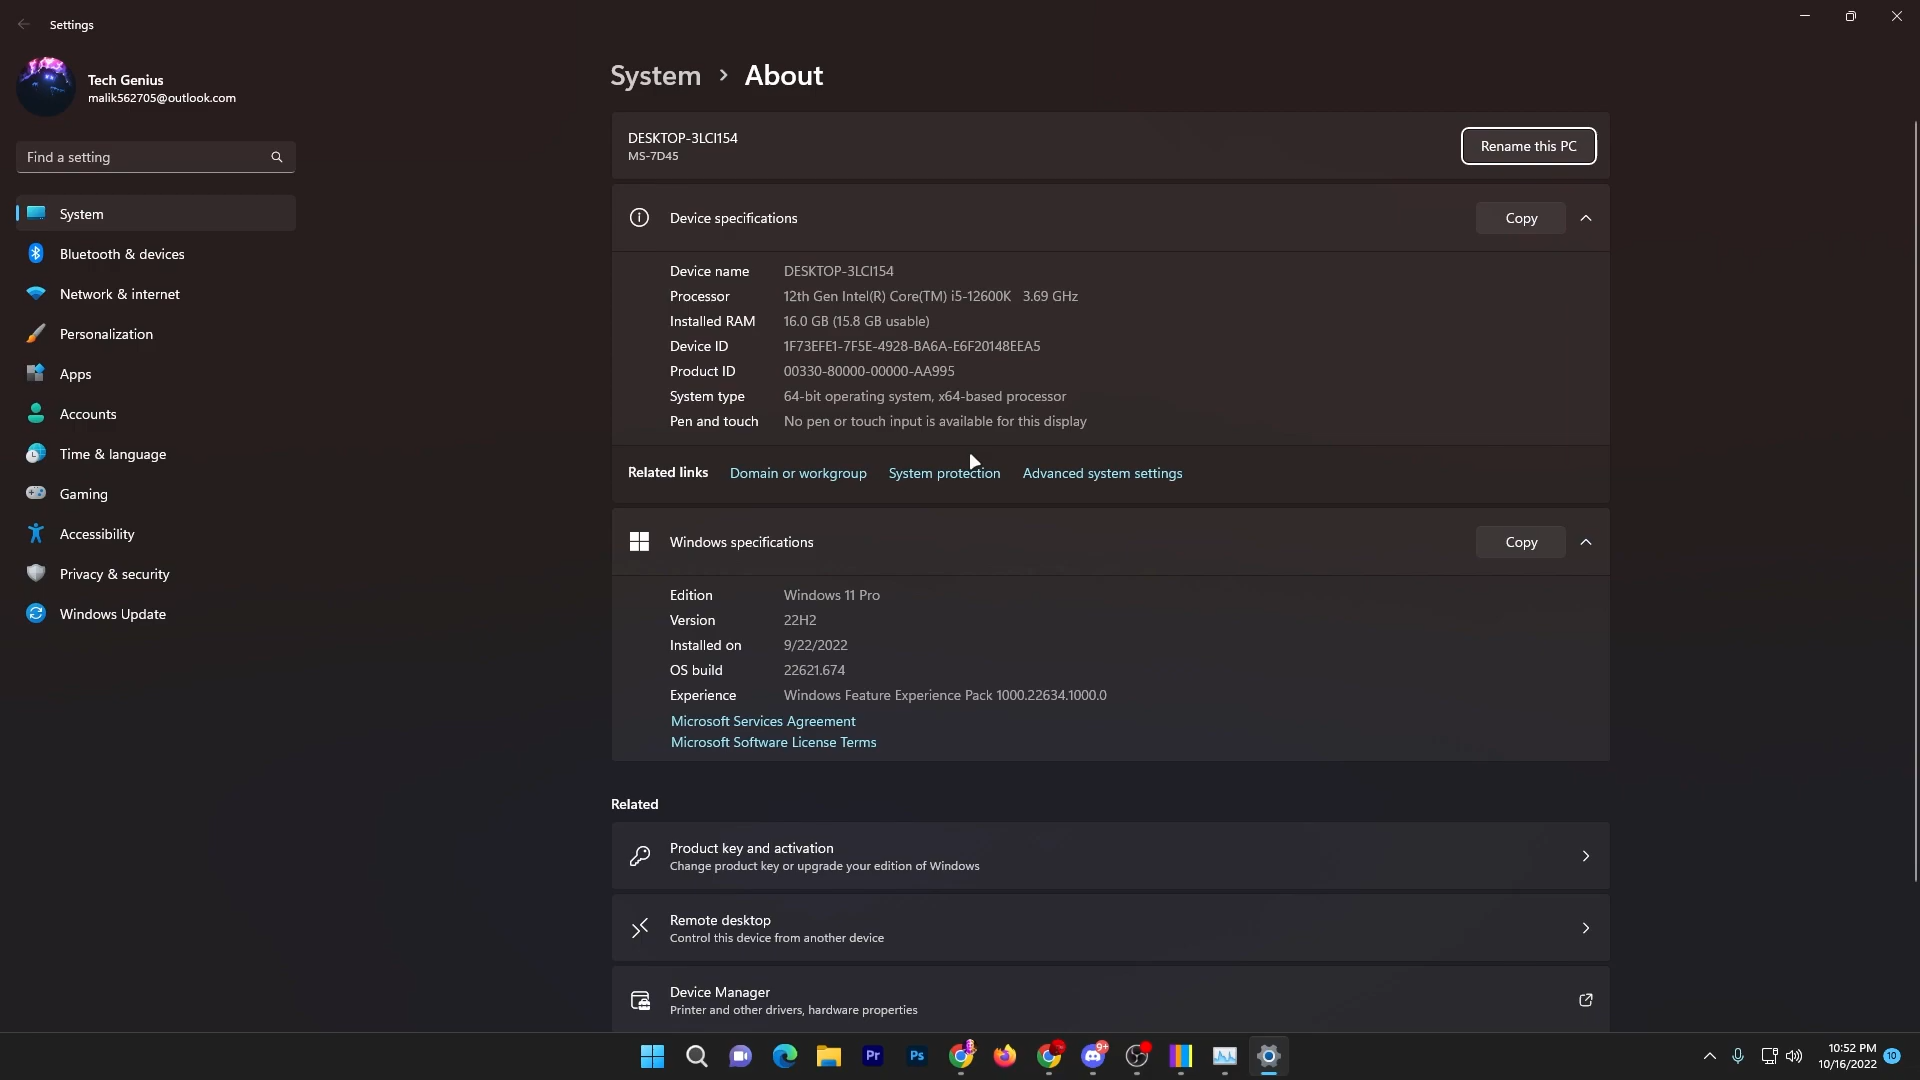 Settings
Tech Genius
malik562705@outlook.com
Find a setting
System
Bluetooth & devices
Network & internet
Personalization
Apps
Accounts
Time & language
Gaming
Accessibility
Privacy & security
Windows Update
System > About
DESKTOP-3LCI154
MS-7D45
Rename this PC
Device specifications
Copy
Device name DESKTOP-3LCI154
Processor 12th Gen Intel(R) Core(TM) i5-12600K 3.69 GHz
Installed RAM 16.0 GB (15.8 GB usable)
Device ID 1F73EFE1-7F5E-4928-BA6A-E6F20148EEA5
Product ID 00330-80000-00000-AA995
System type 64-bit operating system, x64-based processor
Pen and touch No pen or touch input is available for this display
Related links Domain or workgroup System protection Advanced system settings
Windows specifications
Copy
Edition Windows 11 Pro
Version 22H2
Installed on 9/22/2022
OS build 22621.674
Experience Windows Feature Experience Pack 1000.22634.1000.0
Microsoft Services Agreement
Microsoft Software License Terms
Related
Product key and activation
Change product key or upgrade your edition of Windows
Remote desktop
Control this device from another device
Device Manager
Printer and other drivers, hardware properties
Pr
Ps
9+
10:52 PM
10/16/2022
10